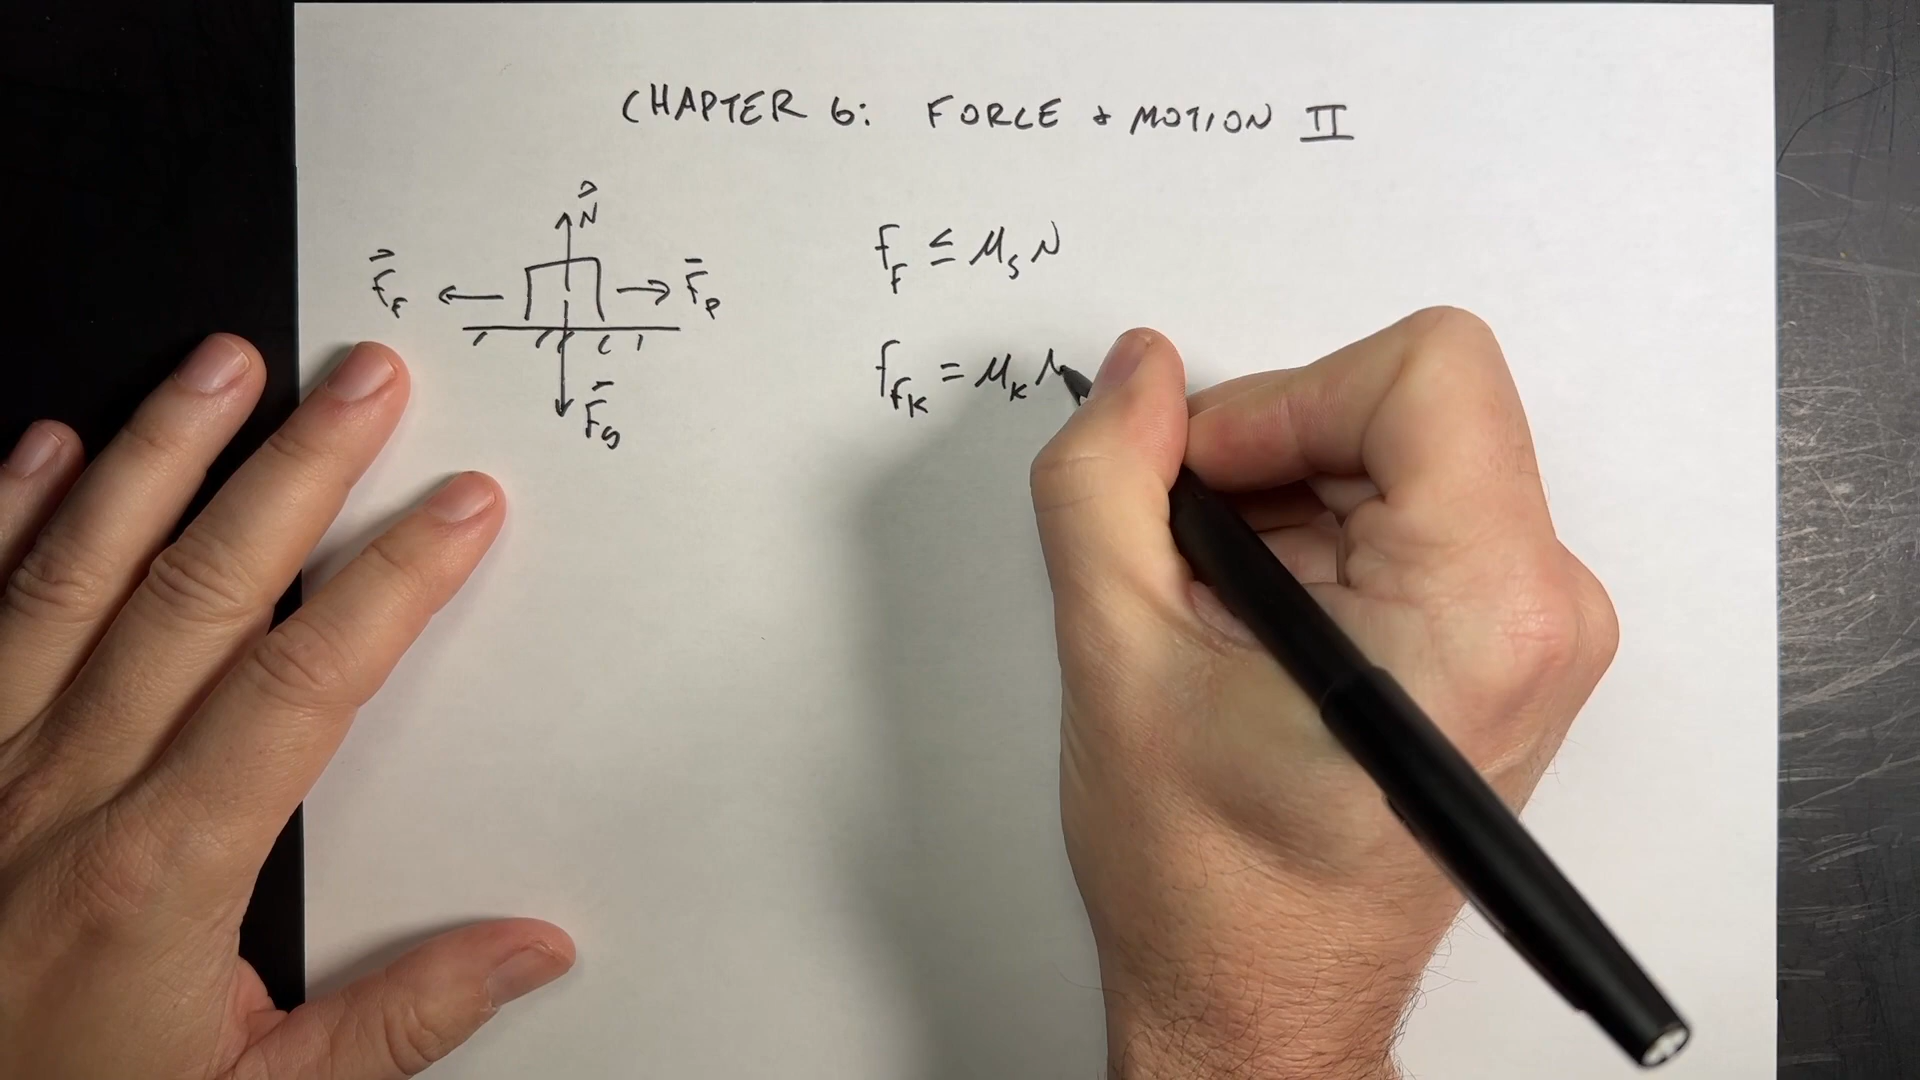 CHAPTER 6: FORCE + MOTION II
N
F_F
F_P
F_g
F_F ≤ μ_s N
F_FK = μ_K N